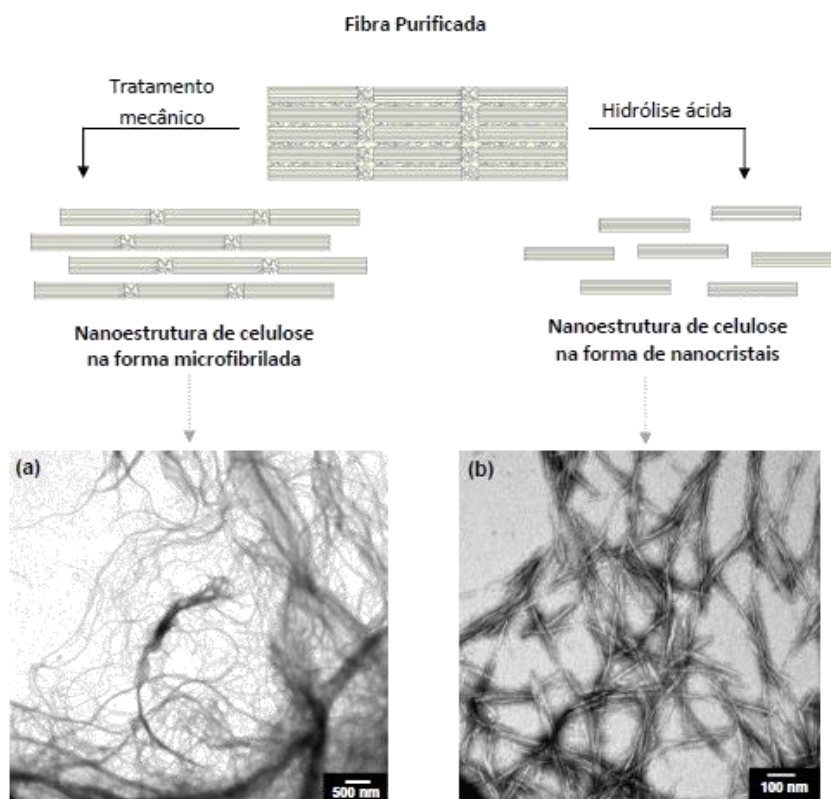 Fibra Purificada
Tratamento
mecânico
Hidrólise ácida
Nanoestrutura de celulose
na forma microfibrilada
Nanoestrutura de celulose
na forma de nanocristais
(a)
500 nm
(b)
100 nm